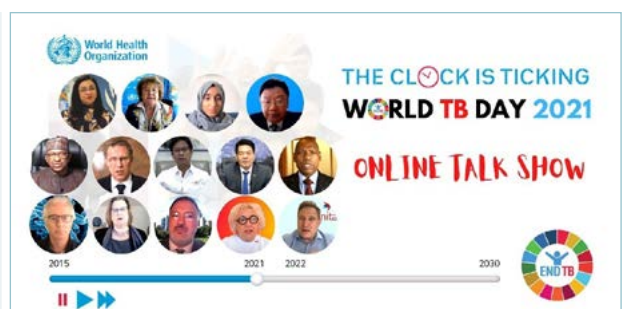 World Health
Organization
THE CLOCK IS TICKING
WORLD TB DAY 2021
ONLINE TALK SHOW
2015
2021
2022
2030
END TB